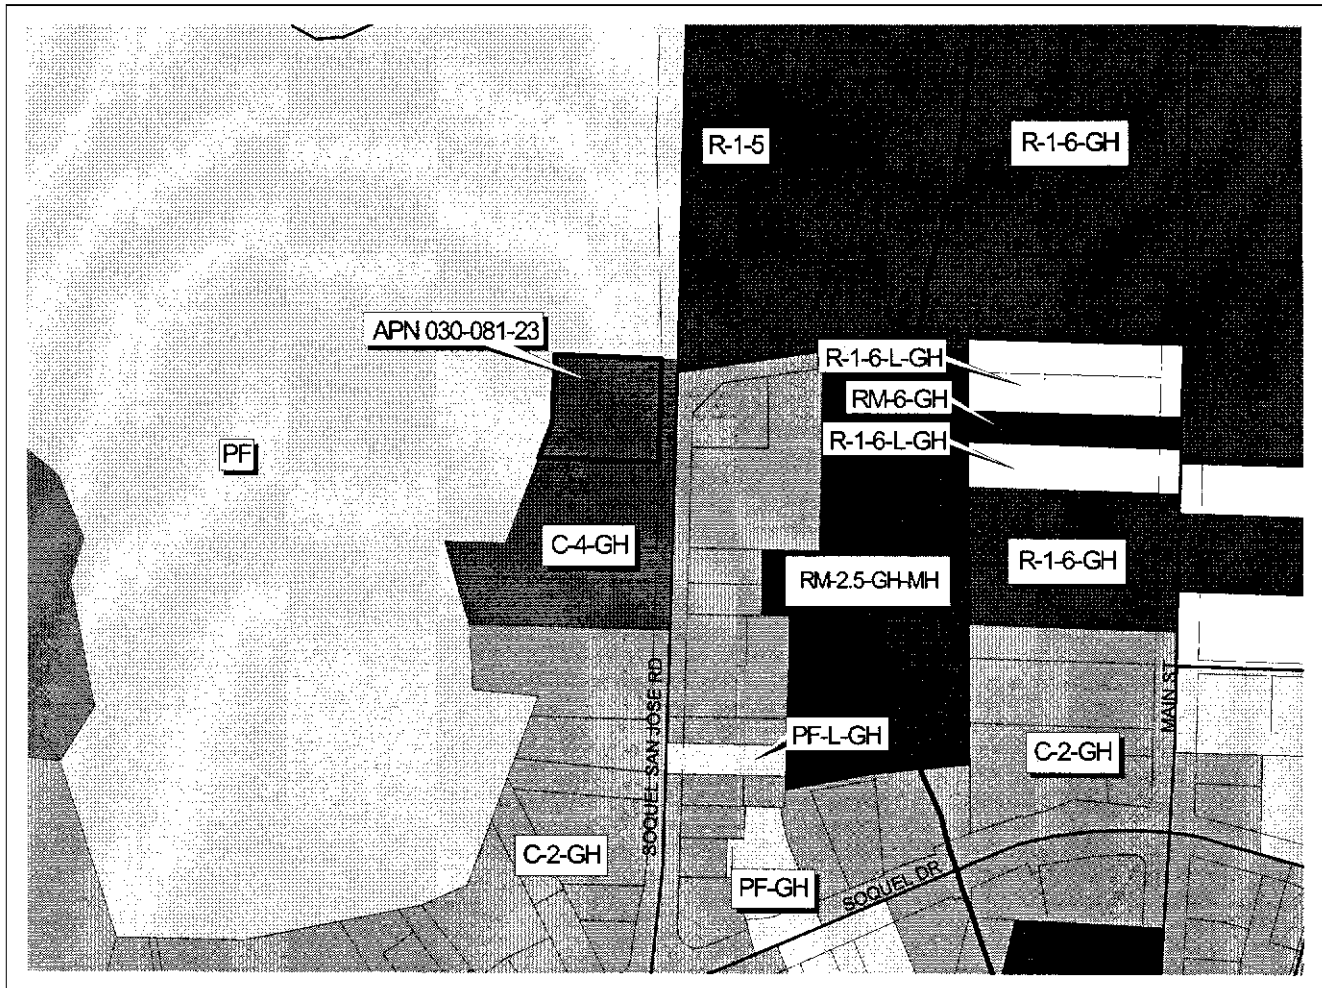 R-1-5
R-1-6-GH
APN 030-081-23
R-1-6-L-GH
RM-6-GH
R-1-6-L-GH
PF
C-4-GH
R-1-6-GH
RM-2.5-GH-MH
SOQUEL SAN JOSE RD
MAIN ST
PF-L-GH
C-2-GH
C-2-GH
PF-GH
SOQUEL DR